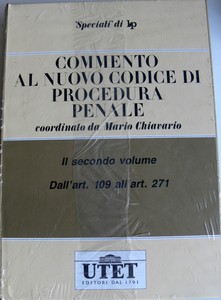 'Speciali' di lp
COMMENTO
AL NUOVO CODICE DI
PROCEDURA
PENALE
coordinato da Mario Chiavario
Il secondo volume
Dall'art. 109 all'art. 271
UTET
EDITORI DAL 1791